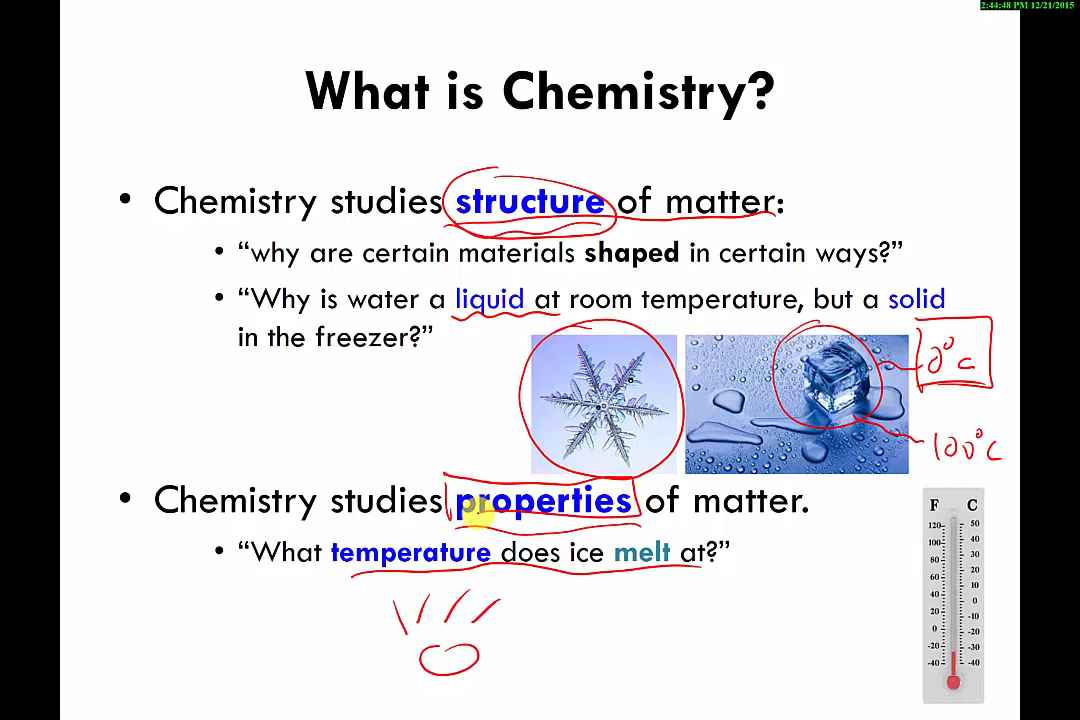 2:44:48 PM 12/21/2015
What is Chemistry?
• Chemistry studies structure of matter:
• “why are certain materials shaped in certain ways?”
• “Why is water a liquid at room temperature, but a solid
in the freezer?”
0°C
100°C
• Chemistry studies properties of matter.
• “What temperature does ice melt at?”
F C
120 50
100 40
80 30
60 20
40 10
20 0
0 -10
-20 -20
-40 -30
-40